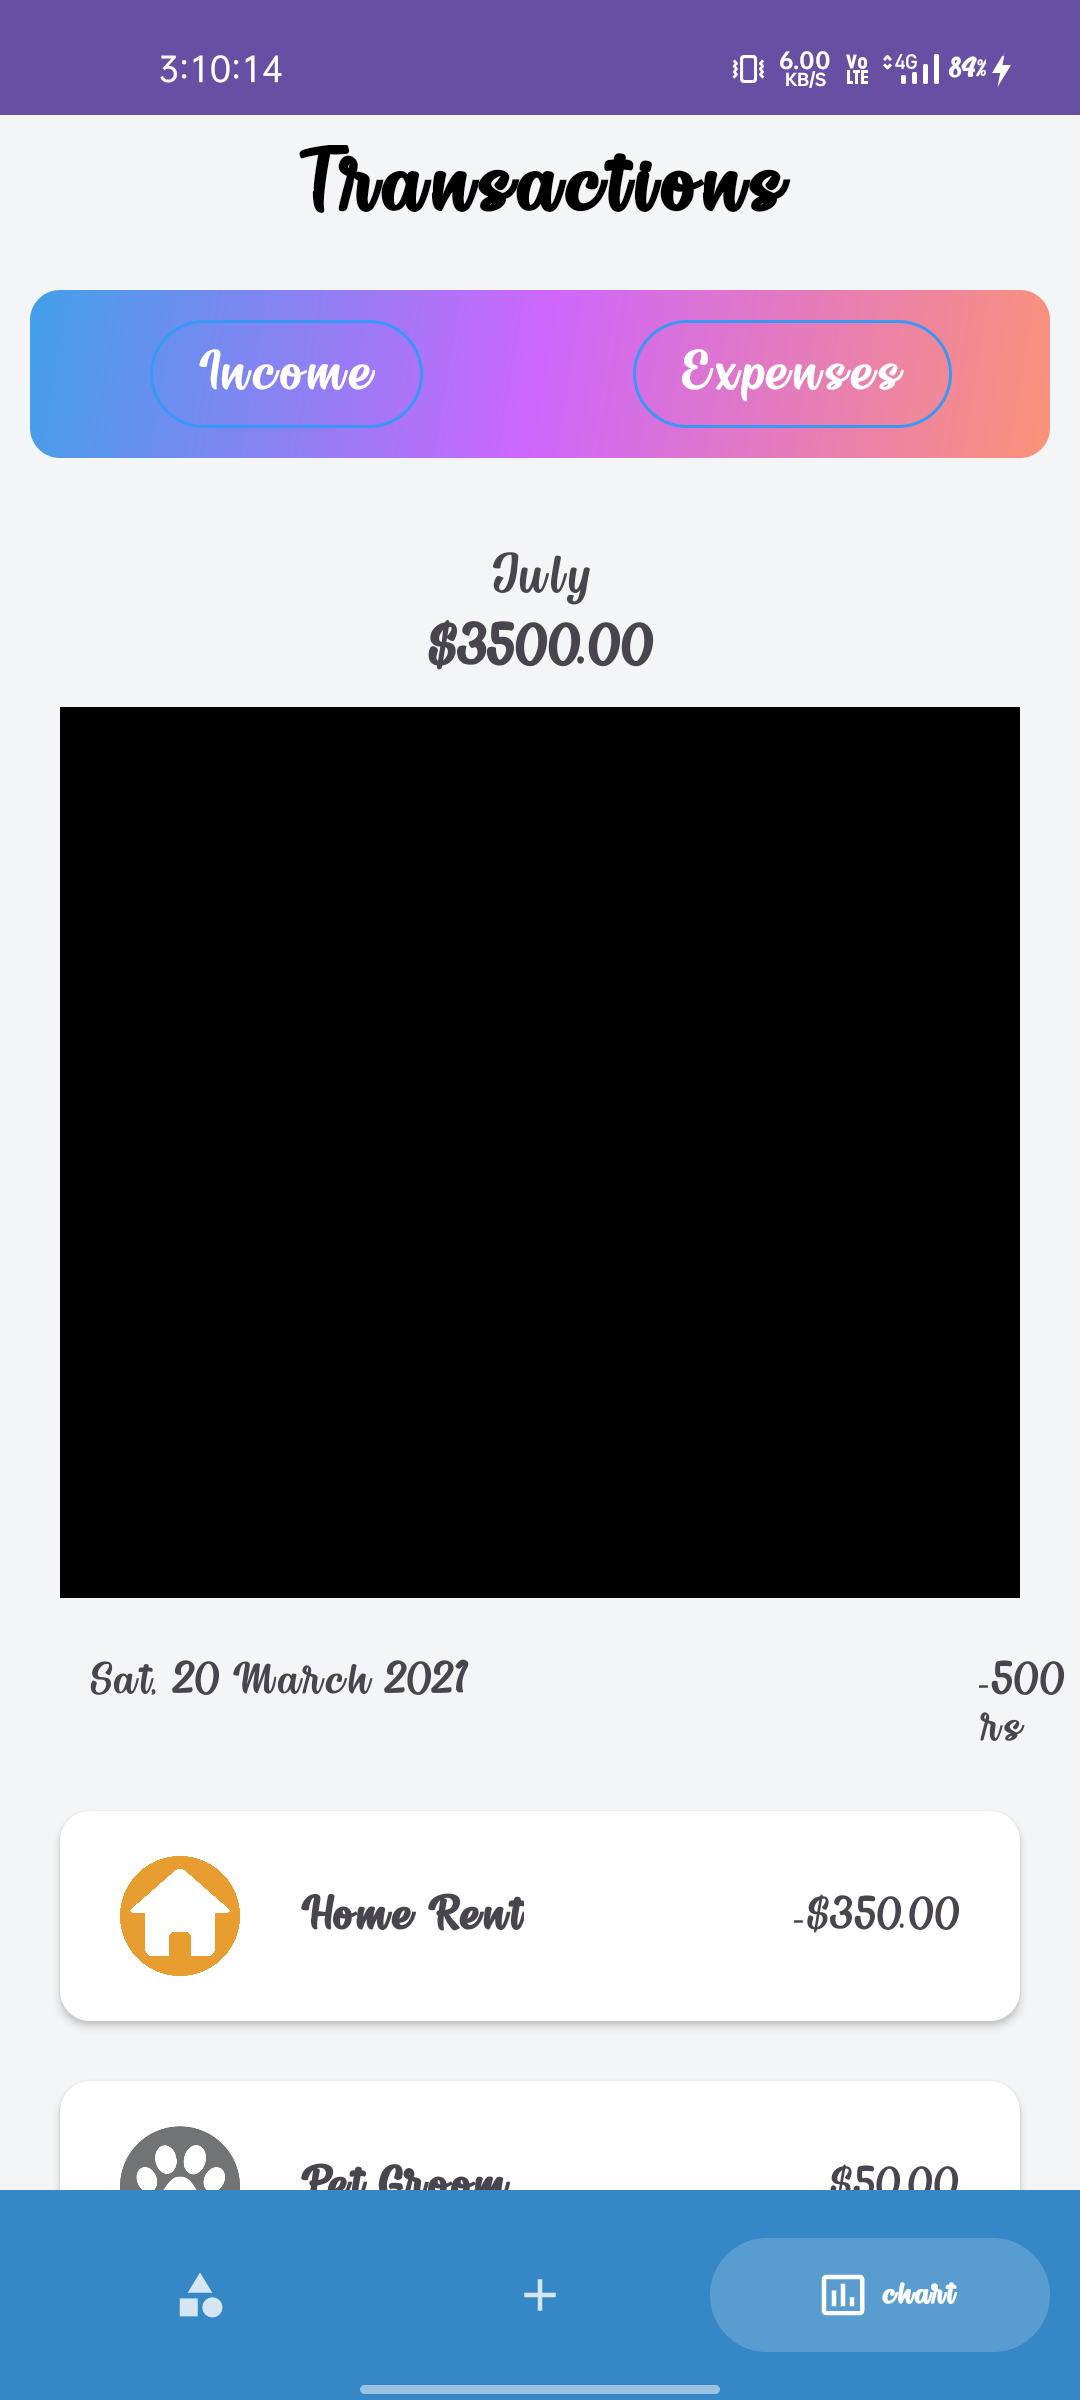 3:10:14 6.00 KB/S Vo LTE 4G 84%
Transactions
Income Expenses
July
$3500.00
Sat, 20 March 2021 -500 rs
Home Rent -$350.00
Pet Groom $50.00
chart